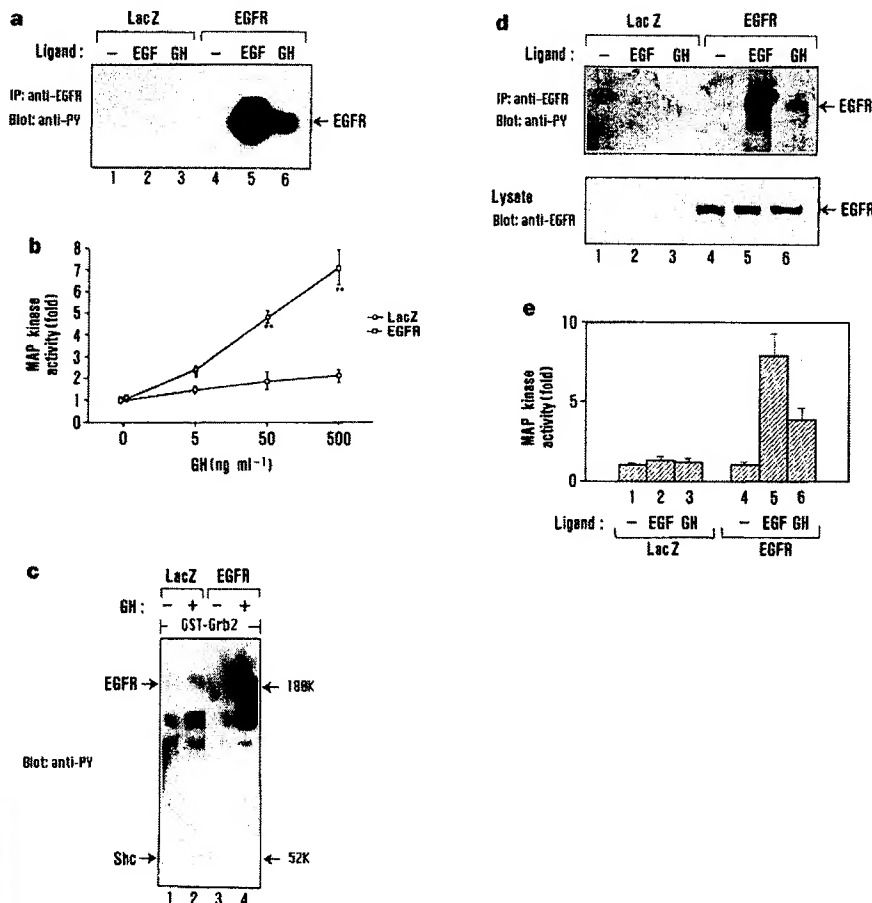 a
LacZ EGFR
Ligand : – EGF GH – EGF GH
IP: anti-EGFR
Blot: anti-PY
← EGFR
1 2 3 4 5 6
b
MAP kinase
activity (fold)
8
7
6
5
4
3
2
1
0
**
**
LacZ
EGFR
0 5 50 500
GH (ng ml⁻¹)
c
LacZ EGFR
GH : – + – +
GST-Grb2
EGFR → ← 180K
Blot: anti-PY
Shc → ← 52K
1 2 3 4
d
LacZ EGFR
Ligand : – EGF GH – EGF GH
IP: anti-EGFR
Blot: anti-PY
← EGFR
Lysate
Blot: anti-EGFR
← EGFR
1 2 3 4 5 6
e
MAP kinase
activity (fold)
10
5
0
1 2 3 4 5 6
Ligand : – EGF GH – EGF GH
LacZ EGFR